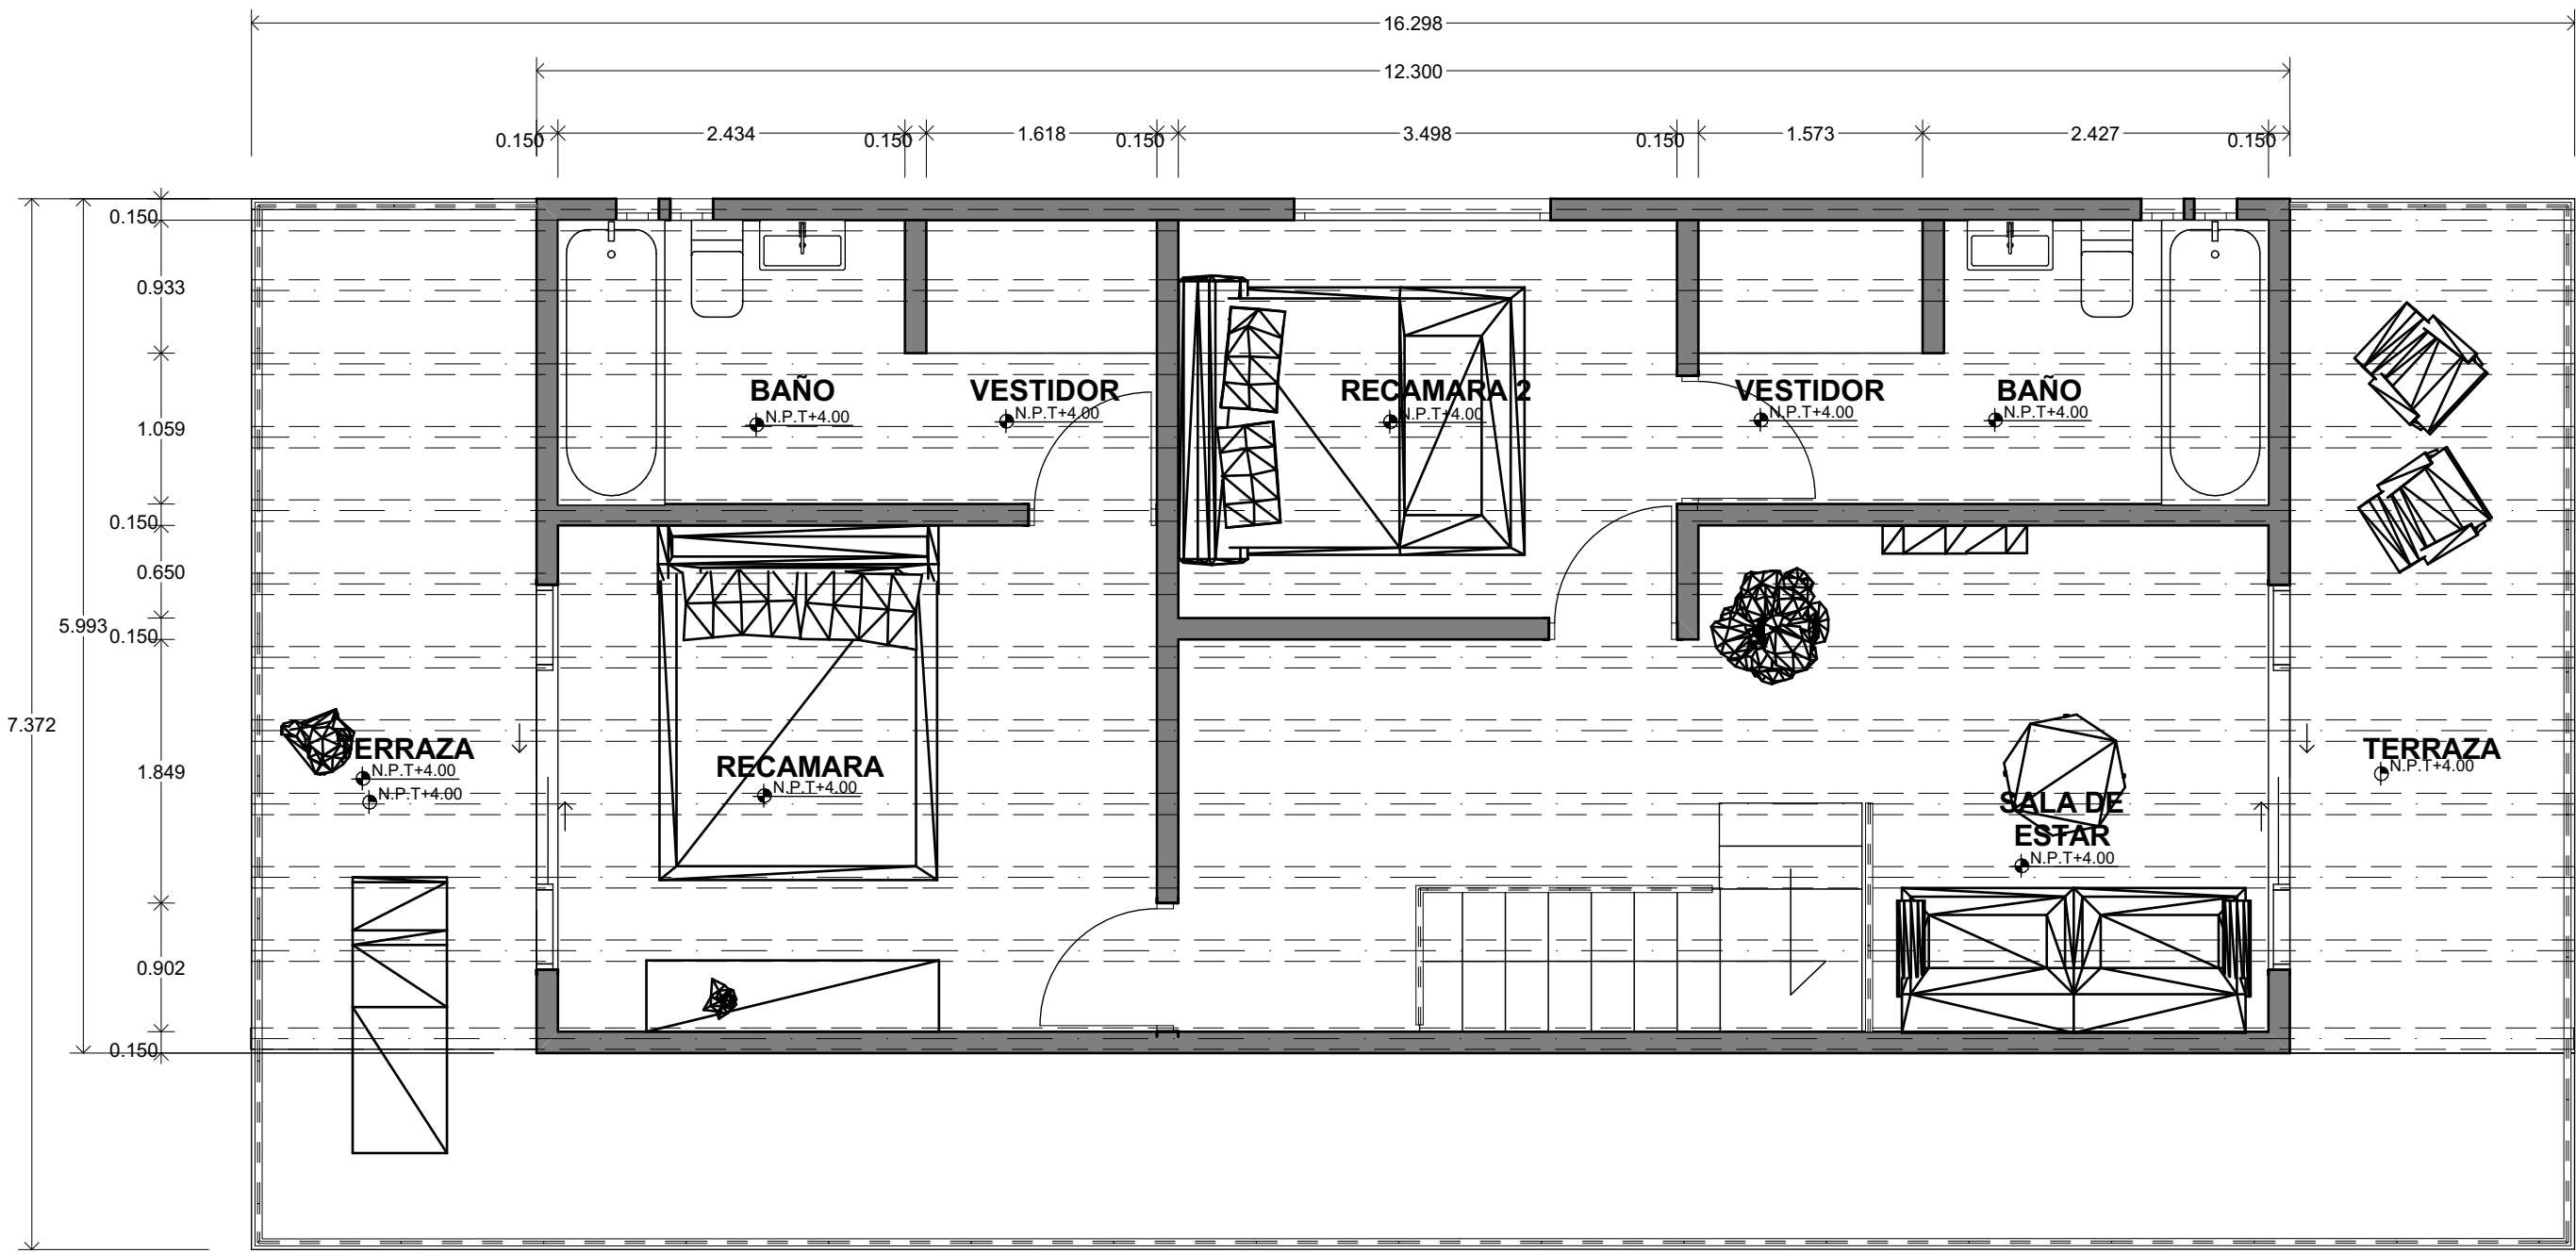 16.298
12.300
0.150
2.434
0.150
1.618
0.150
3.498
0.150
1.573
2.427
0.150
0.150
0.933
1.059
0.150
0.650
0.150
5.993
7.372
1.849
0.902
0.150
BAÑO
N.P.T+4.00
VESTIDOR
N.P.T+4.00
RECAMARA 2
N.P.T+4.00
VESTIDOR
N.P.T+4.00
BAÑO
N.P.T+4.00
TERRAZA
N.P.T+4.00
N.P.T+4.00
RECAMARA
N.P.T+4.00
SALA DE
ESTAR
N.P.T+4.00
TERRAZA
N.P.T+4.00